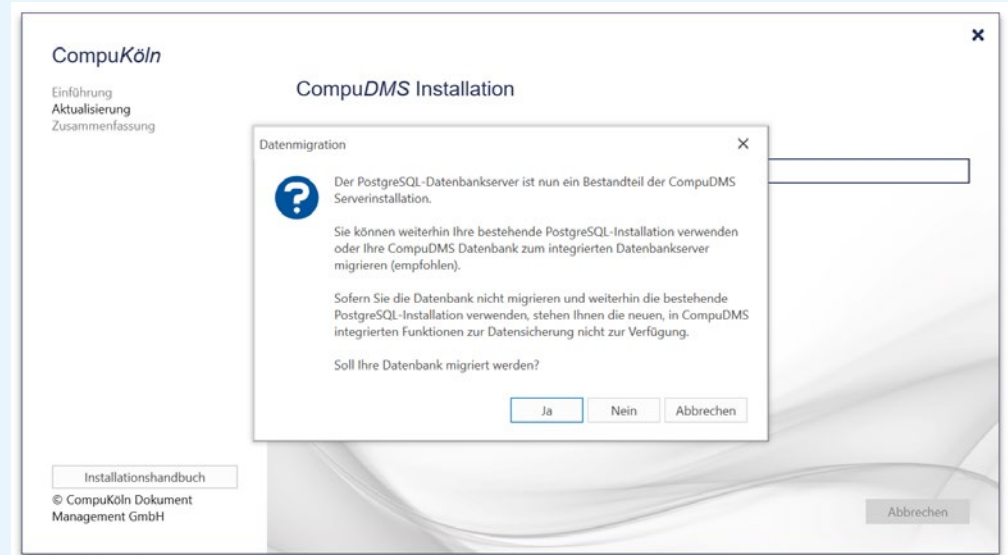 CompuKöln
Einführung
Aktualisierung
Zusammenfassung
CompuDMS Installation
Datenmigration
Der PostgreSQL-Datenbankserver ist nun ein Bestandteil der CompuDMS
Serverinstallation.
Sie können weiterhin Ihre bestehende PostgreSQL-Installation verwenden
oder Ihre CompuDMS Datenbank zum integrierten Datenbankserver
migrieren (empfohlen).
Sofern Sie die Datenbank nicht migrieren und weiterhin die bestehende
PostgreSQL-Installation verwenden, stehen Ihnen die neuen, in CompuDMS
integrierten Funktionen zur Datensicherung nicht zur Verfügung.
Soll Ihre Datenbank migriert werden?
Ja Nein Abbrechen
Installationshandbuch
© CompuKöln Dokument
Management GmbH
Abbrechen